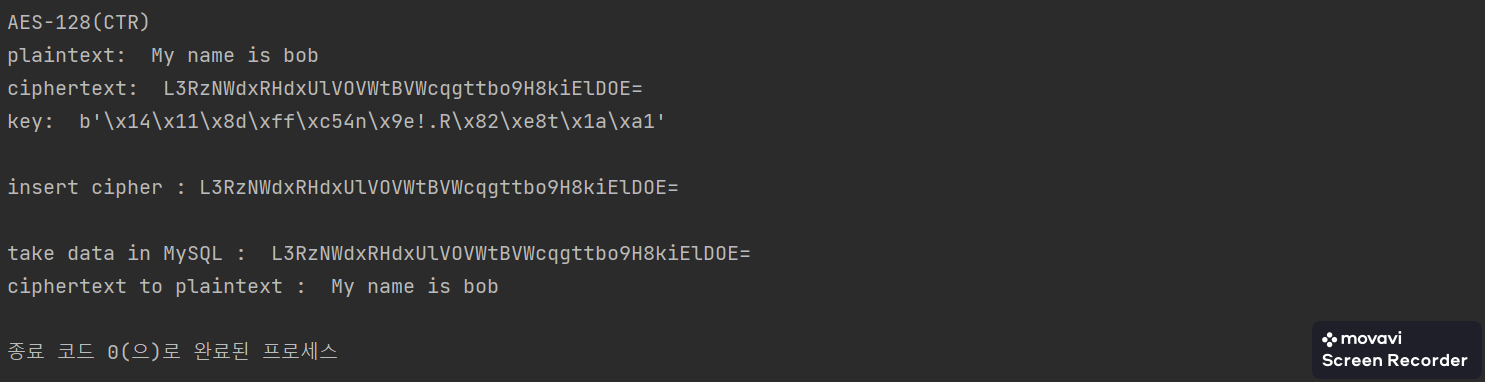 AES-128(CTR)
plaintext:  My name is bob
ciphertext:  L3RzNWdxRHdxUlVOVWtBVWcqgttbo9H8kiElDOE=
key:  b'\x14\x11\x8d\xff\xc54n\x9e!.R\x82\xe8t\x1a\xa1'
insert cipher : L3RzNWdxRHdxUlVOVWtBVWcqgttbo9H8kiElDOE=
take data in MySQL :  L3RzNWdxRHdxUlVOVWtBVWcqgttbo9H8kiElDOE=
ciphertext to plaintext :  My name is bob
종료 코드 0(으)로 완료된 프로세스
movavi
Screen Recorder